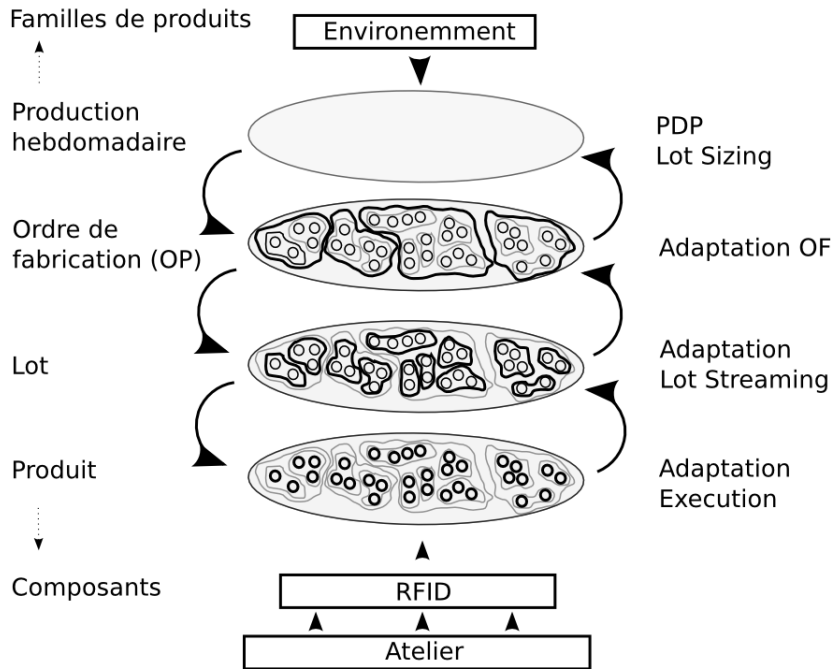 Familles de produits
Environemment
Production
hebdomadaire
PDP
Lot Sizing
Ordre de
fabrication (OP)
Adaptation OF
Lot
Adaptation
Lot Streaming
Produit
Adaptation
Execution
Composants
RFID
Atelier